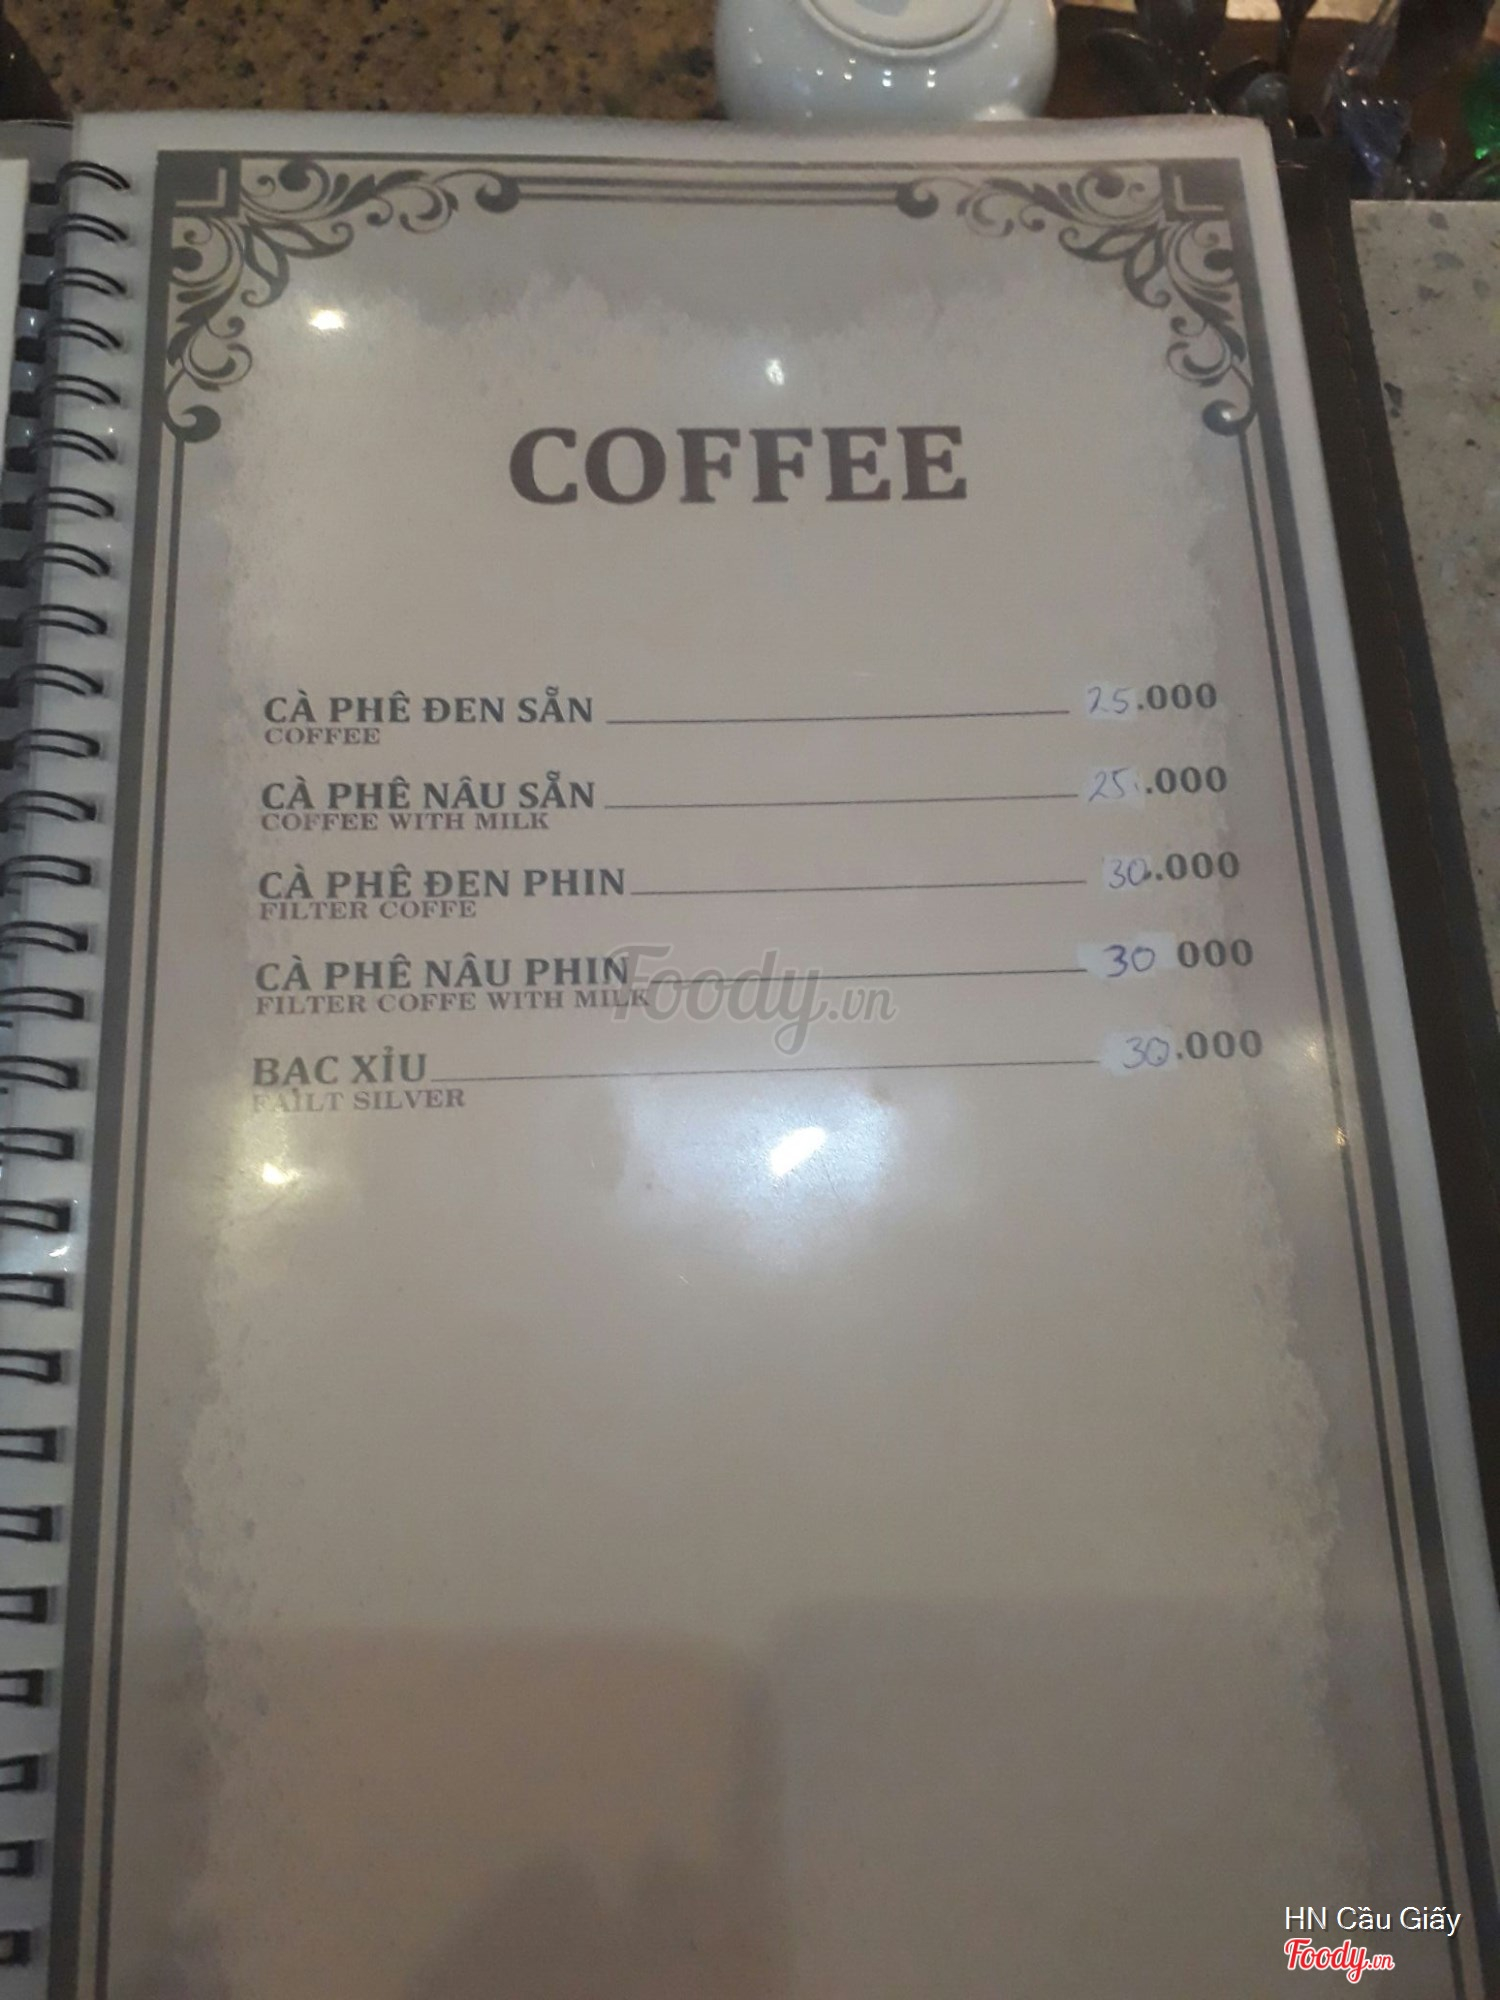 COFFEE
CÀ PHÊ ĐEN SẴN 25.000
COFFEE
CÀ PHÊ NÂU SẴN 25.000
COFFEE WITH MILK
CÀ PHÊ ĐEN PHIN 30.000
FILTER COFFE
CÀ PHÊ NÂU PHIN 30 000
FILTER COFFE WITH MILK
Foody.vn
BẠC XỈU 30.000
FAILT SILVER
HN Cầu Giấy
Foody.vn